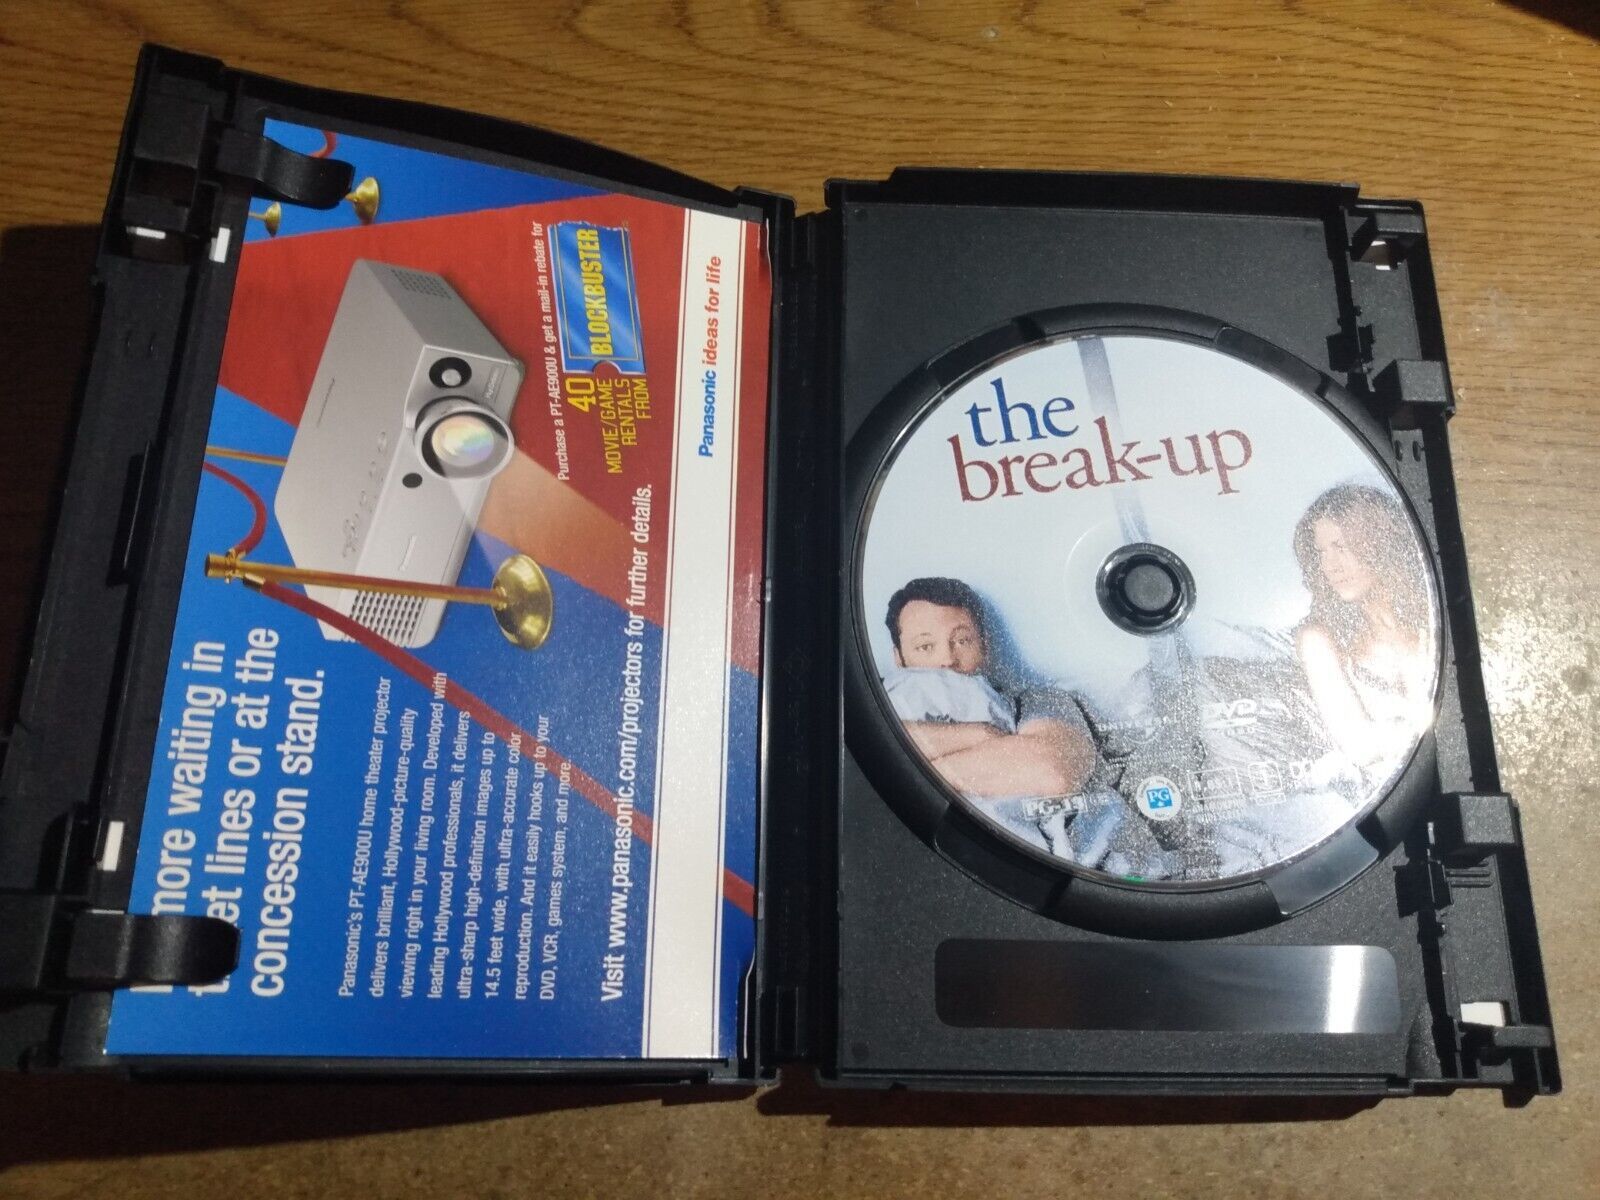 more waiting in
et lines or at the
concession stand.
Panasonic's PT-AE900U home theater projector
delivers brilliant, Hollywood-picture-quality
viewing right in your living room. Developed with
leading Hollywood professionals, it delivers
ultra-sharp high-definition images up to
14.5 feet wide, with ultra-accurate color
reproduction. And it easily hooks up to your
DVD, VCR, games system, and more.
Visit www.panasonic.com/projectors for further details.
Purchase a PT-AE900U & get a mail-in rebate for
40
MOVIE/GAME
RENTALS
FROM
BLOCKBUSTER
Panasonic ideas for life
the
break-up
DVD
PG-13
PG